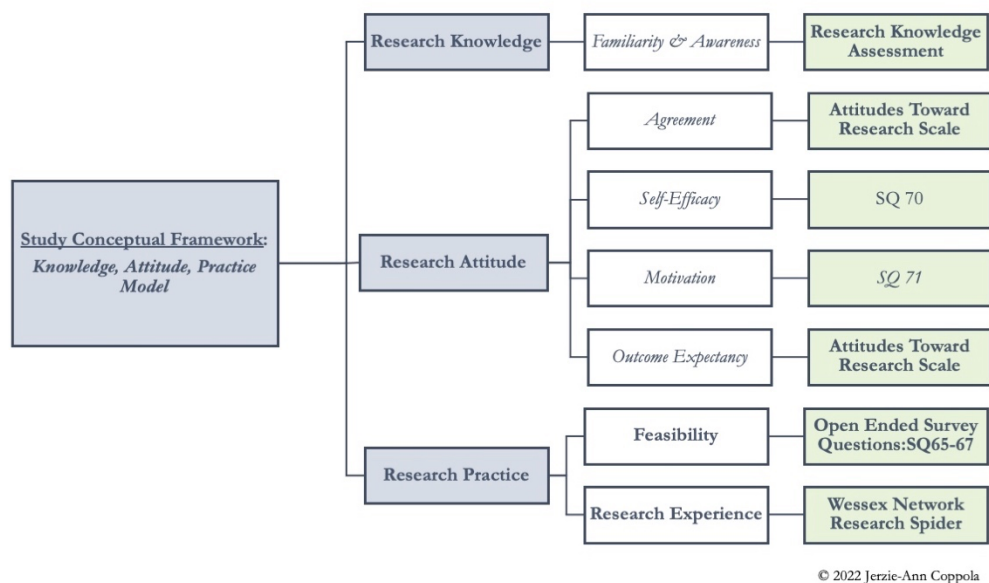 Study Conceptual Framework:
Knowledge, Attitude, Practice
Model
Research Knowledge
Familiarity & Awareness
Research Knowledge
Assessment
Research Attitude
Agreement
Attitudes Toward
Research Scale
Self-Efficacy
SQ 70
Motivation
SQ 71
Outcome Expectancy
Attitudes Toward
Research Scale
Research Practice
Feasibility
Open Ended Survey
Questions:SQ65-67
Research Experience
Wessex Network
Research Spider
© 2022 Jerzie-Ann Coppola